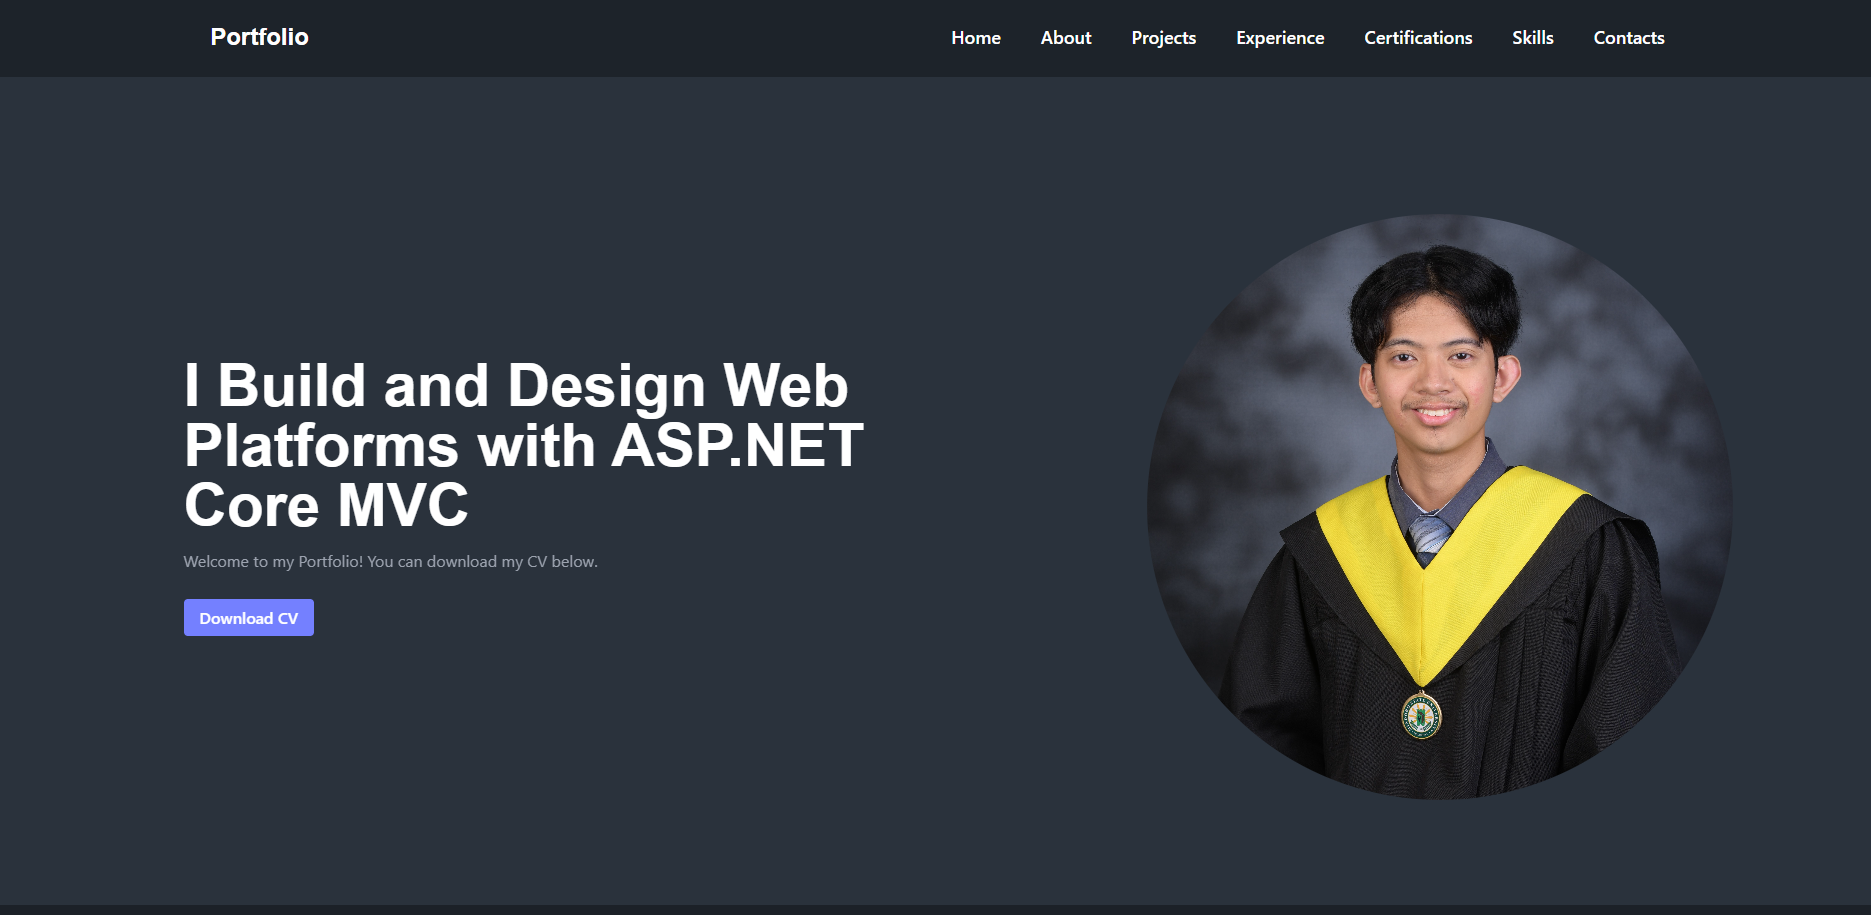 Portfolio
Home About Projects Experience Certifications Skills Contacts
I Build and Design Web
Platforms with ASP.NET
Core MVC
Welcome to my Portfolio! You can download my CV below.
Download CV